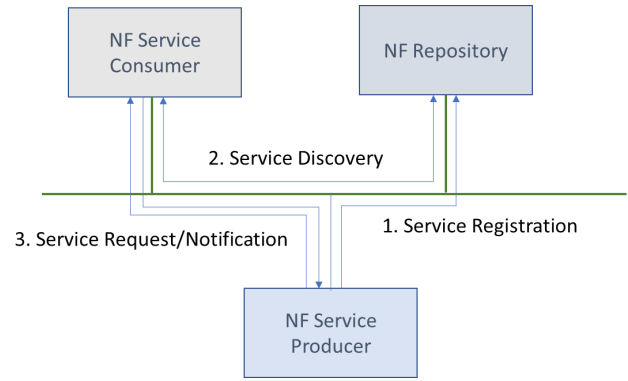 NF Service
Consumer
NF Repository
2. Service Discovery
1. Service Registration
3. Service Request/Notification
NF Service
Producer